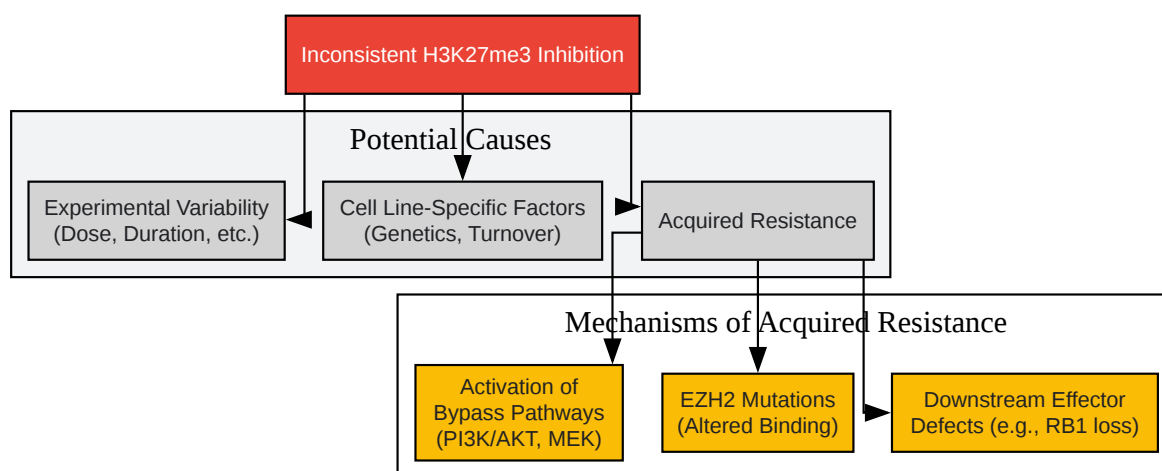 Inconsistent H3K27me3 Inhibition
Potential Causes
Experimental Variability
(Dose, Duration, etc.)
Cell Line-Specific Factors
(Genetics, Turnover)
Acquired Resistance
Mechanisms of Acquired Resistance
Activation of
Bypass Pathways
(PI3K/AKT, MEK)
EZH2 Mutations
(Altered Binding)
Downstream Effector
Defects (e.g., RB1 loss)